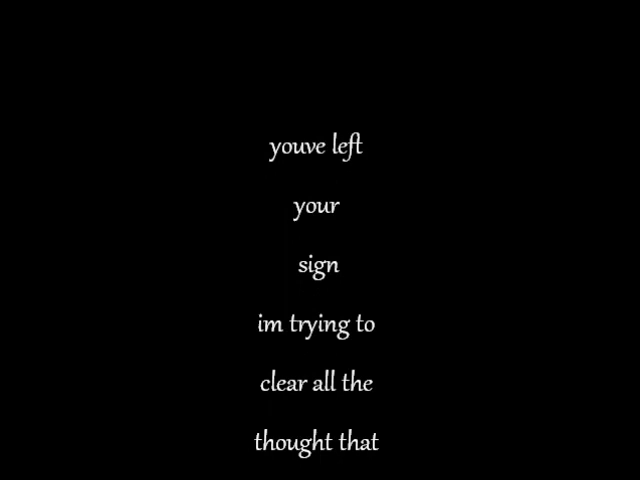 youve left
your
sign
im trying to
clear all the
thought that